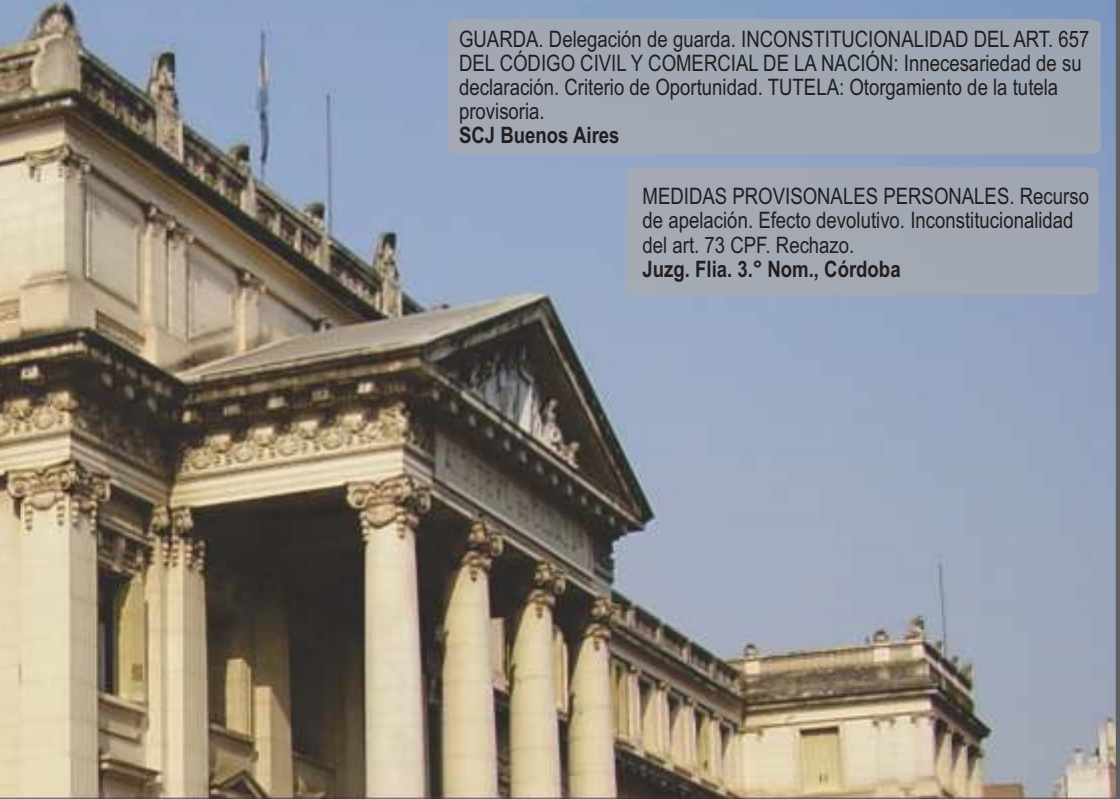 GUARDA. Delegación de guarda. INCONSTITUCIONALIDAD DEL ART. 657
DEL CÓDIGO CIVIL Y COMERCIAL DE LA NACIÓN: Innecesariedad de su
declaración. Criterio de Oportunidad. TUTELA: Otorgamiento de la tutela
provisoria.
SCJ Buenos Aires
MEDIDAS PROVISONALES PERSONALES. Recurso
de apelación. Efecto devolutivo. Inconstitucionalidad
del art. 73 CPF. Rechazo.
Juzg. Flia. 3.° Nom., Córdoba